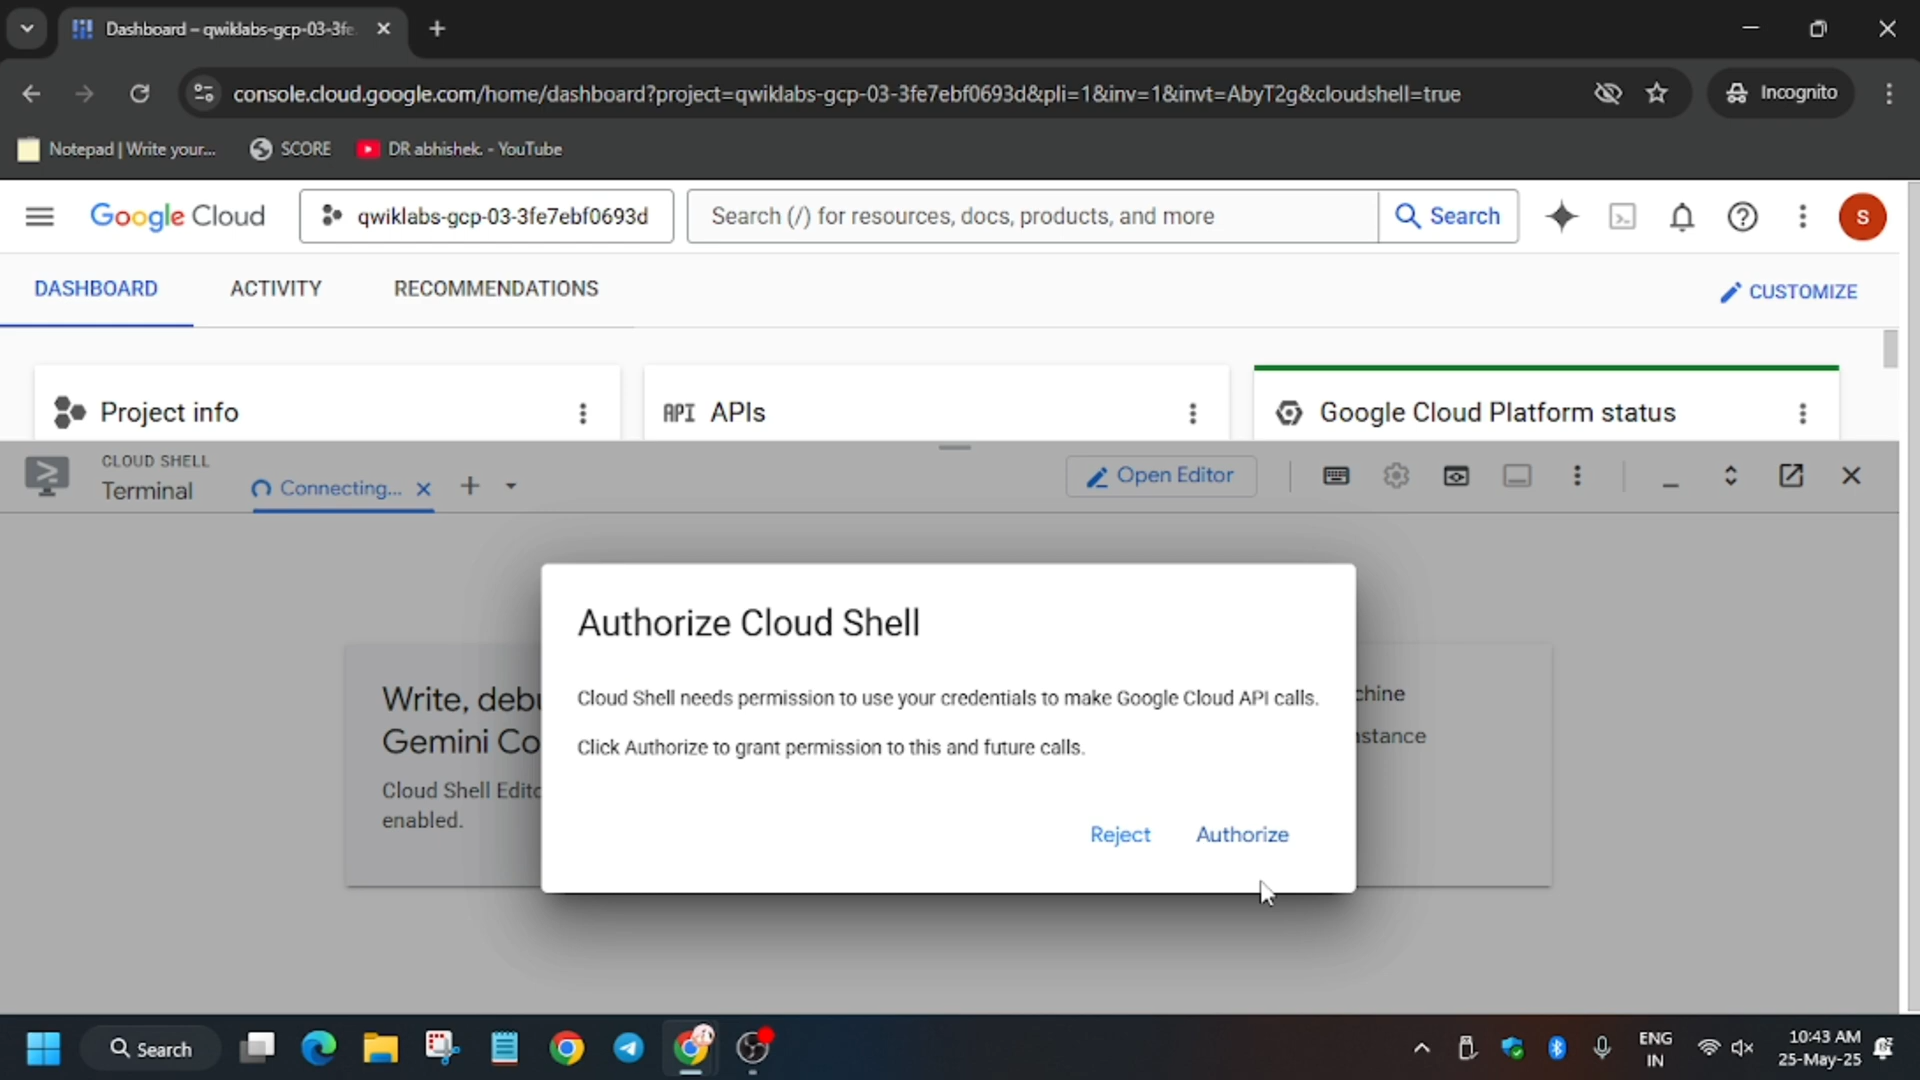 Dashboard – qwiklabs-gcp-03-3fe
console.cloud.google.com/home/dashboard?project=qwiklabs-gcp-03-3fe7ebf0693d&pli=1&inv=1&invt=AbyT2g&cloudshell=true
Incognito
Notepad | Write your...
SCORE
DR abhishek. - YouTube
Google Cloud
qwiklabs-gcp-03-3fe7ebf0693d
Search (/) for resources, docs, products, and more
Search
S
DASHBOARD
ACTIVITY
RECOMMENDATIONS
CUSTOMIZE
Project info
API APIs
Google Cloud Platform status
CLOUD SHELL
Terminal
Connecting...
Open Editor
Authorize Cloud Shell
Cloud Shell needs permission to use your credentials to make Google Cloud API calls.
Click Authorize to grant permission to this and future calls.
Reject
Authorize
Write, debu
Gemini Co
Cloud Shell Edito
enabled.
chine
stance
Search
ENG
IN
10:43 AM
25-May-25